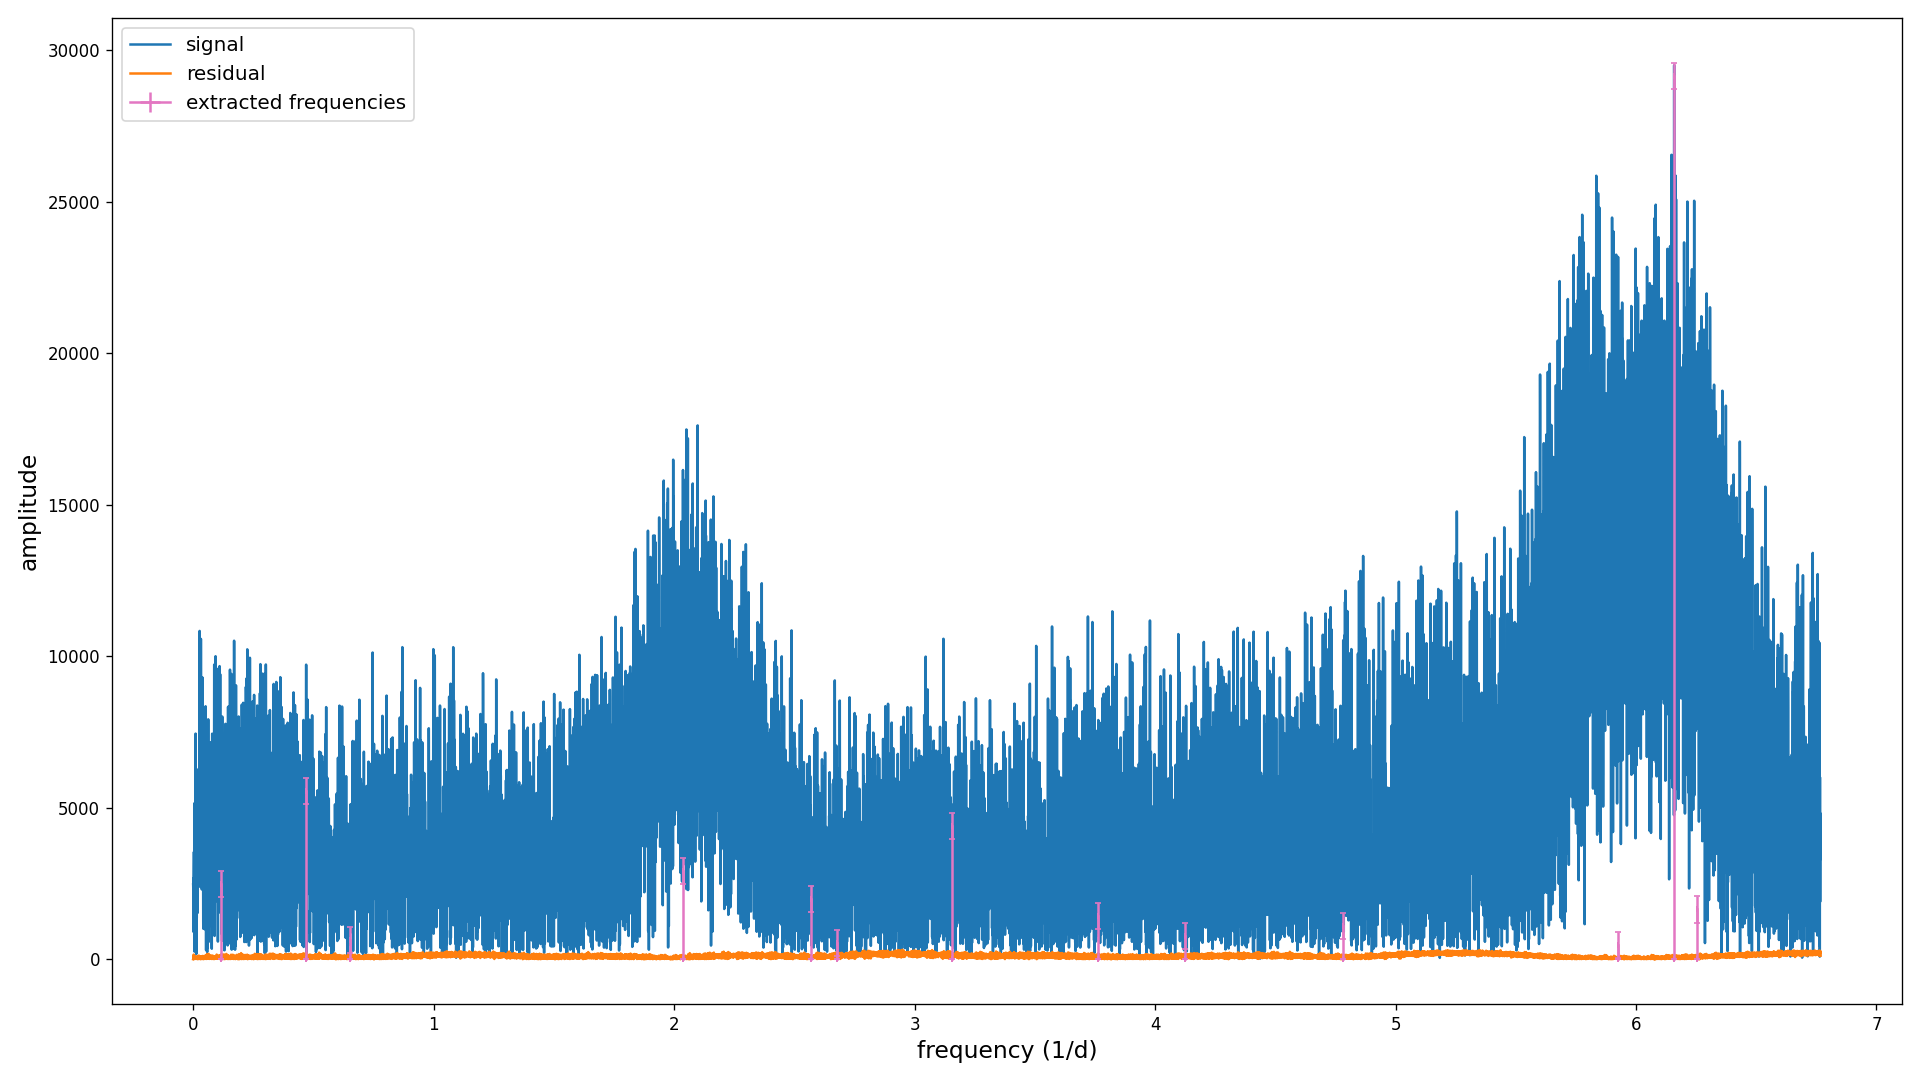 signal
residual
extracted frequencies
30000
25000
20000
15000
10000
5000
0
amplitude
0 1 2 3 4 5 6 7
frequency (1/d)